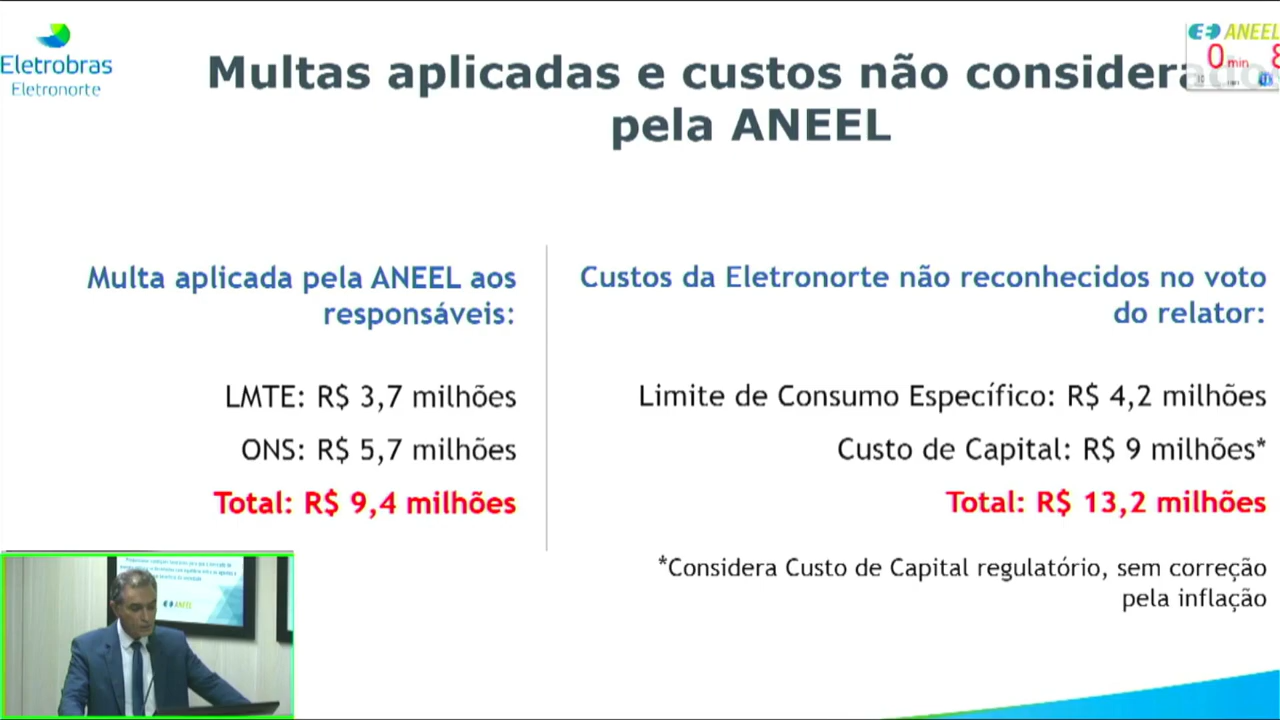 Eletrobras
Eletronorte
ANEEL
0 min
Multas aplicadas e custos não considerados
pela ANEEL
Multa aplicada pela ANEEL aos
responsáveis:
LMTE: R$ 3,7 milhões
ONS: R$ 5,7 milhões
Total: R$ 9,4 milhões
Custos da Eletronorte não reconhecidos no voto
do relator:
Limite de Consumo Específico: R$ 4,2 milhões
Custo de Capital: R$ 9 milhões*
Total: R$ 13,2 milhões
*Considera Custo de Capital regulatório, sem correção
pela inflação
ANEEL